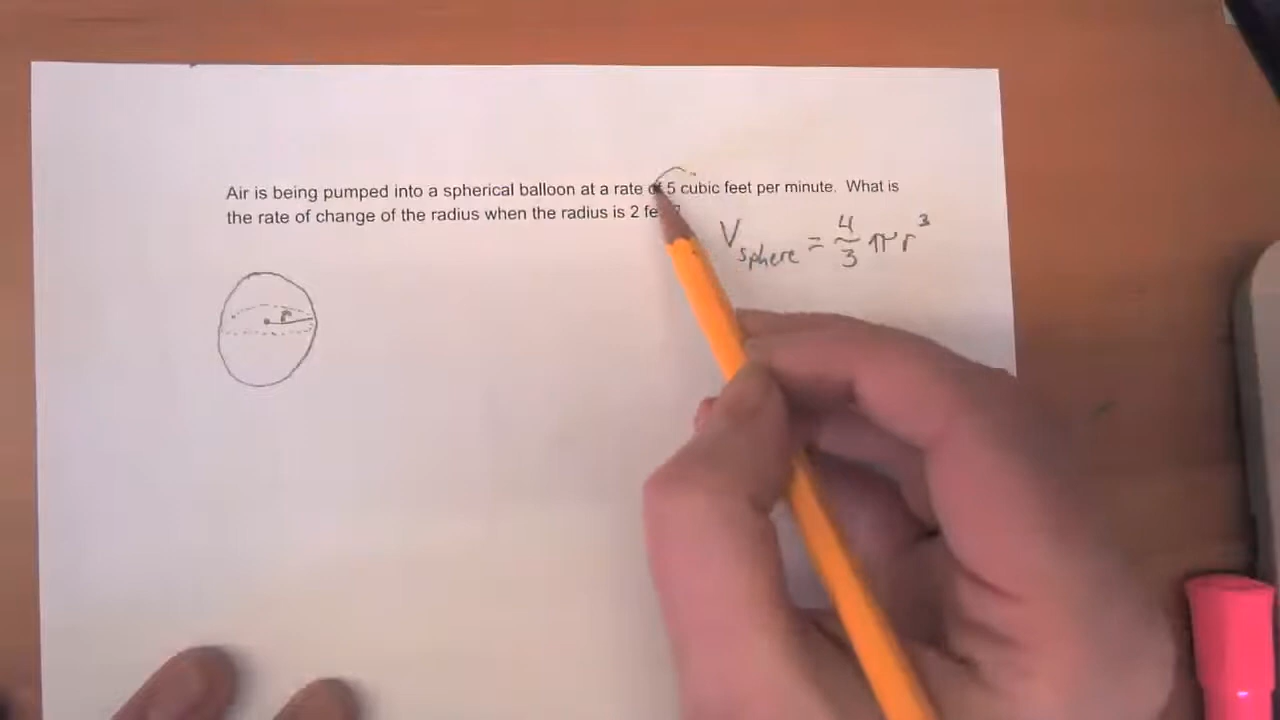 Air is being pumped into a spherical balloon at a rate of 5 cubic feet per minute. What is
the rate of change of the radius when the radius is 2
V sphere = 4/3 πr³
r